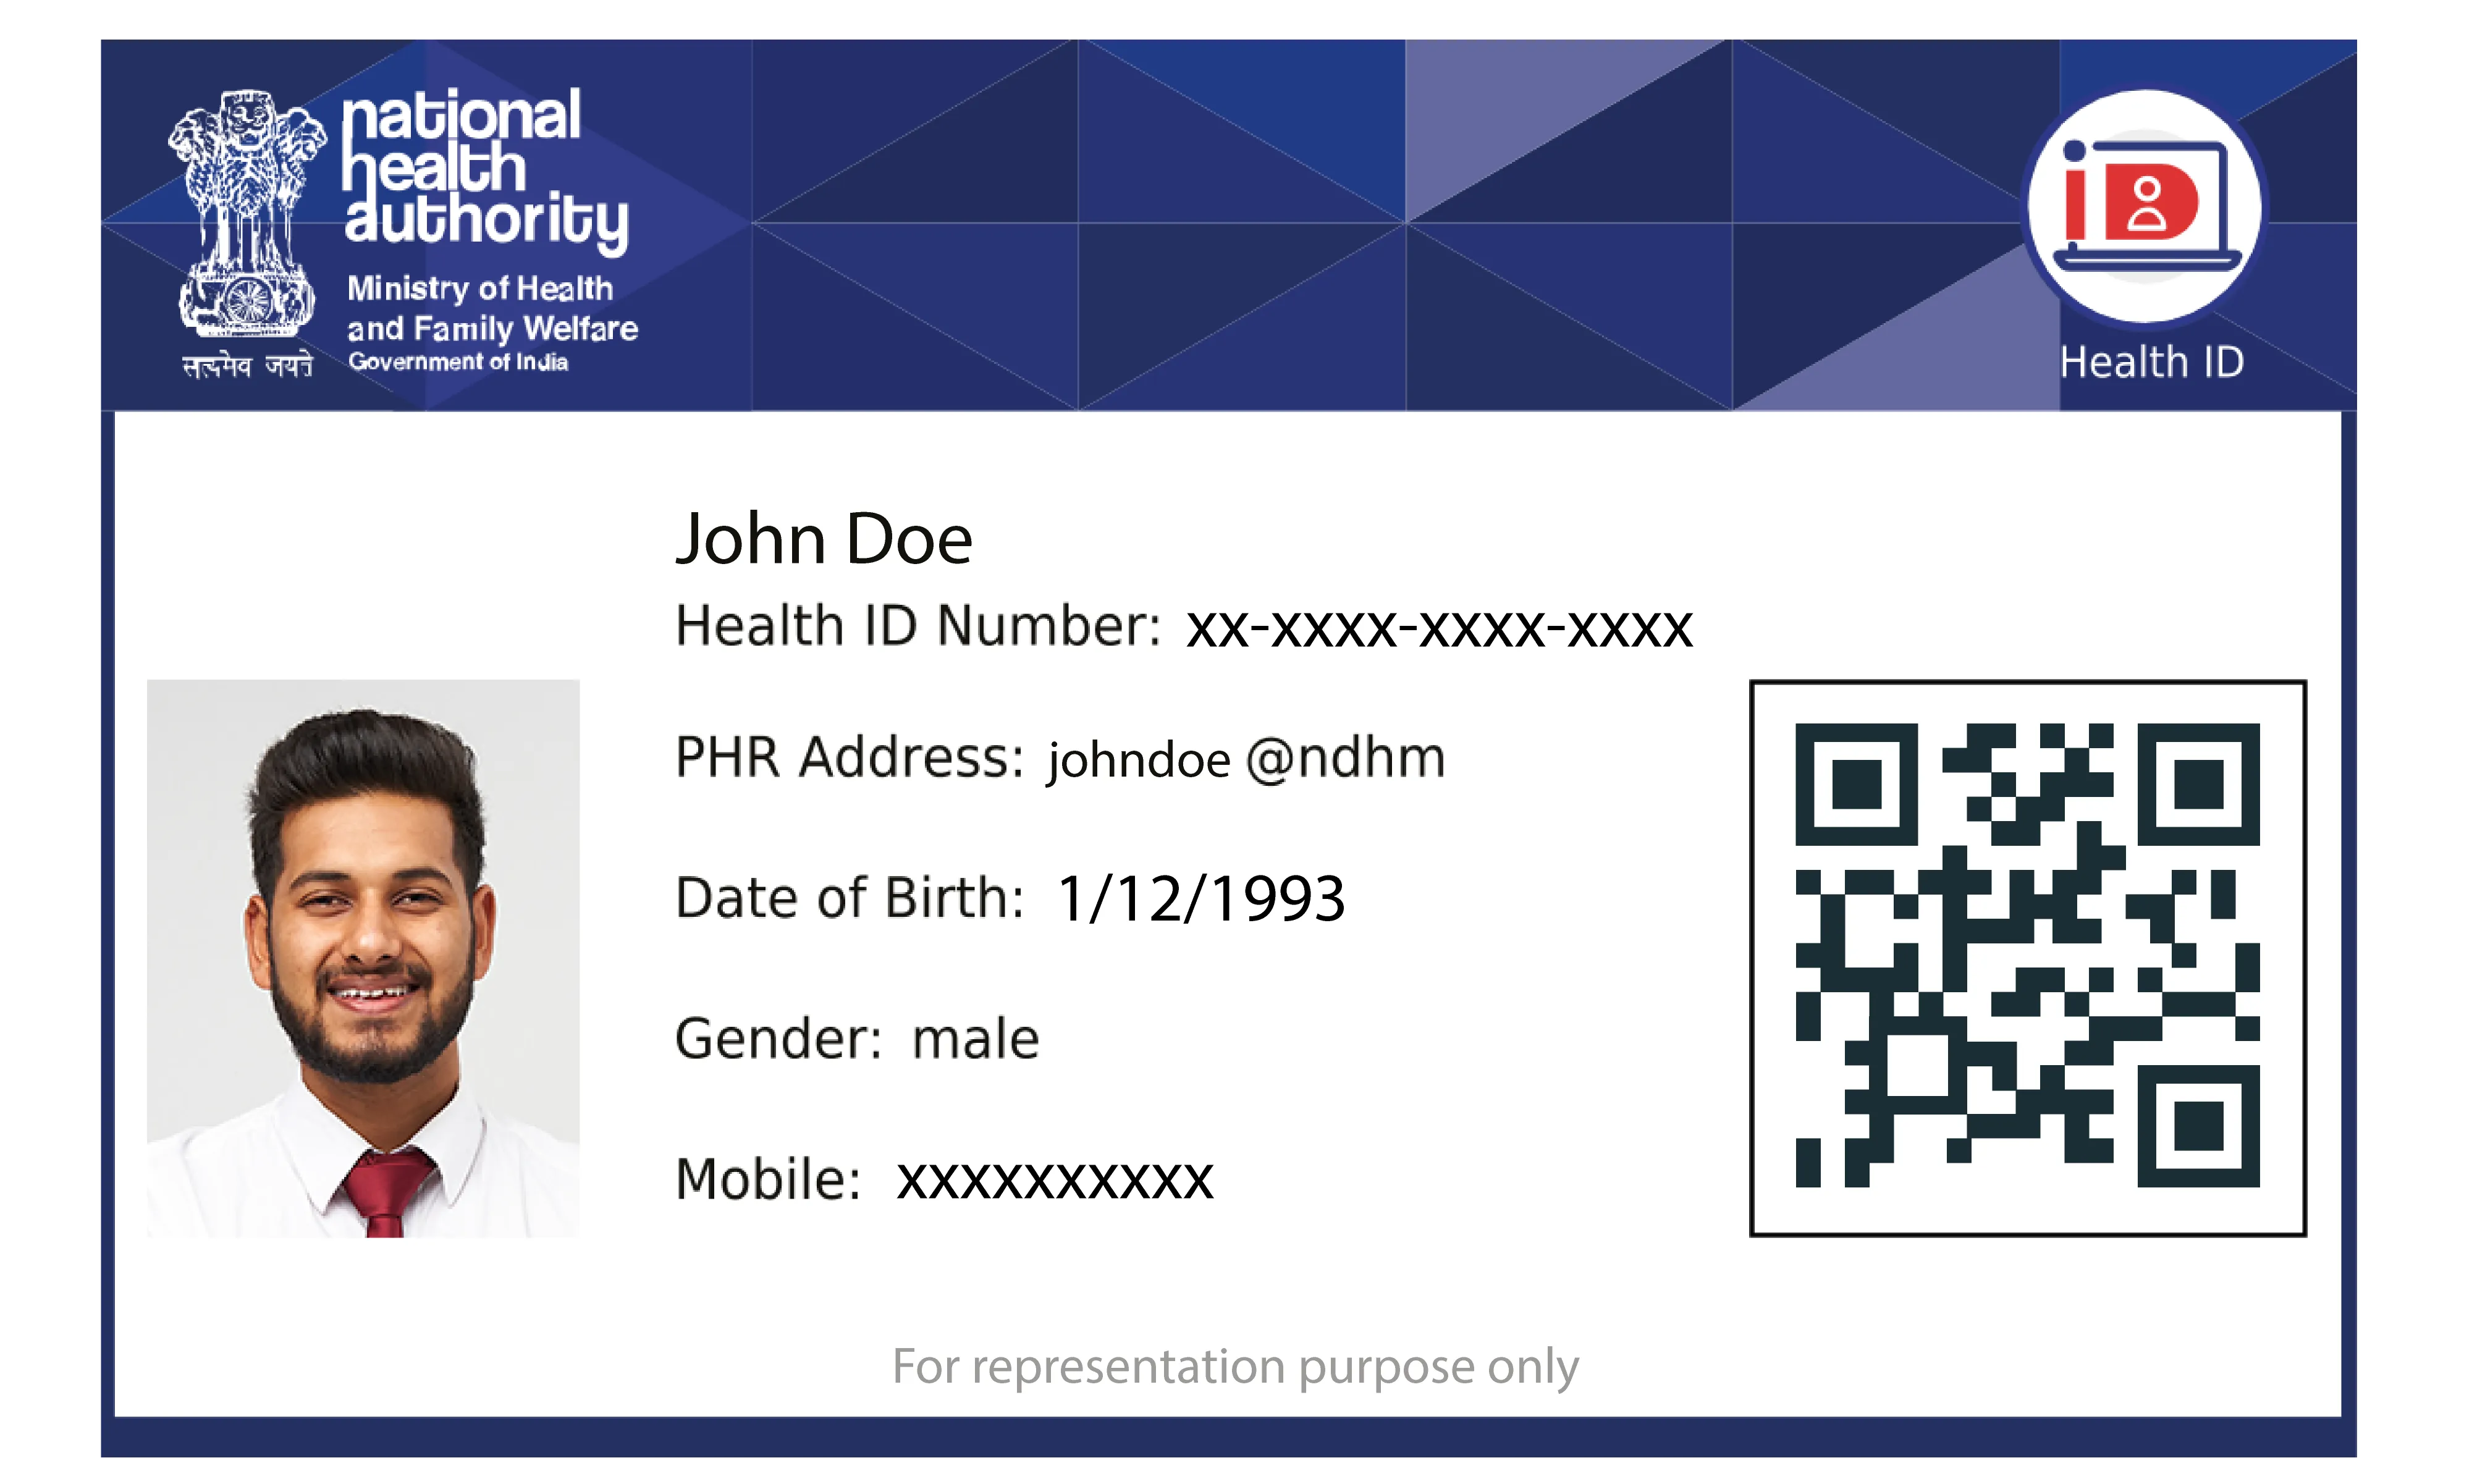 national
health
authority
Ministry of Health
and Family Welfare
Government of India
सत्यमेव जयते
iD
Health ID
John Doe
Health ID Number: xx-xxxx-xxxx-xxxx
PHR Address: johndoe @ndhm
Date of Birth: 1/12/1993
Gender: male
Mobile: xxxxxxxxxx
For representation purpose only